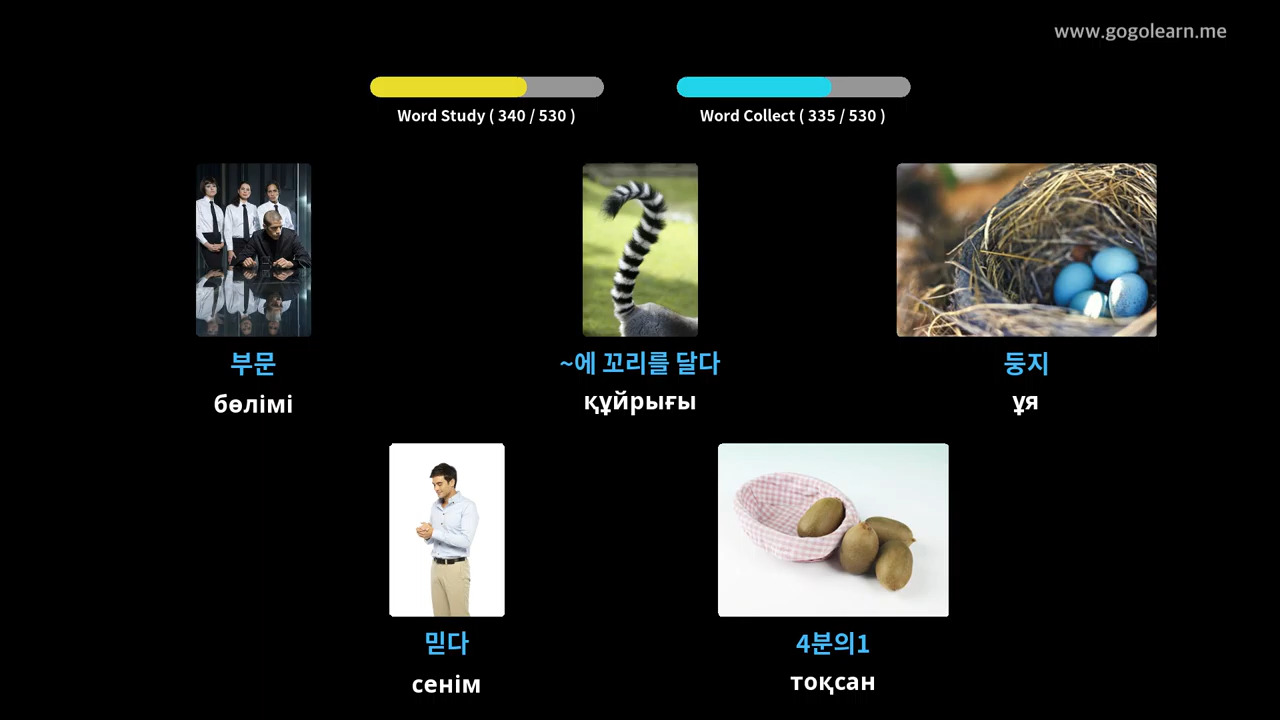 www.gogolearn.me
Word Study ( 340 / 530 )
Word Collect ( 335 / 530 )
부문
бөлімі
~에 꼬리를 달다
құйрығы
둥지
ұя
믿다
сенім
4분의1
тоқсан